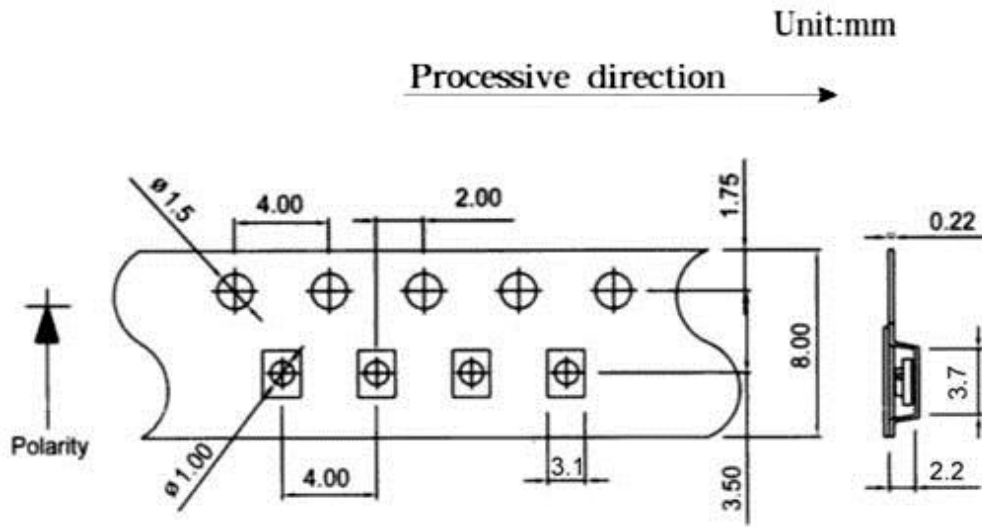 Unit:mm
Processive direction
ø1.5
4.00
2.00
1.75
0.22
8.00
3.7
Polarity
ø1.00
4.00
3.1
3.50
2.2